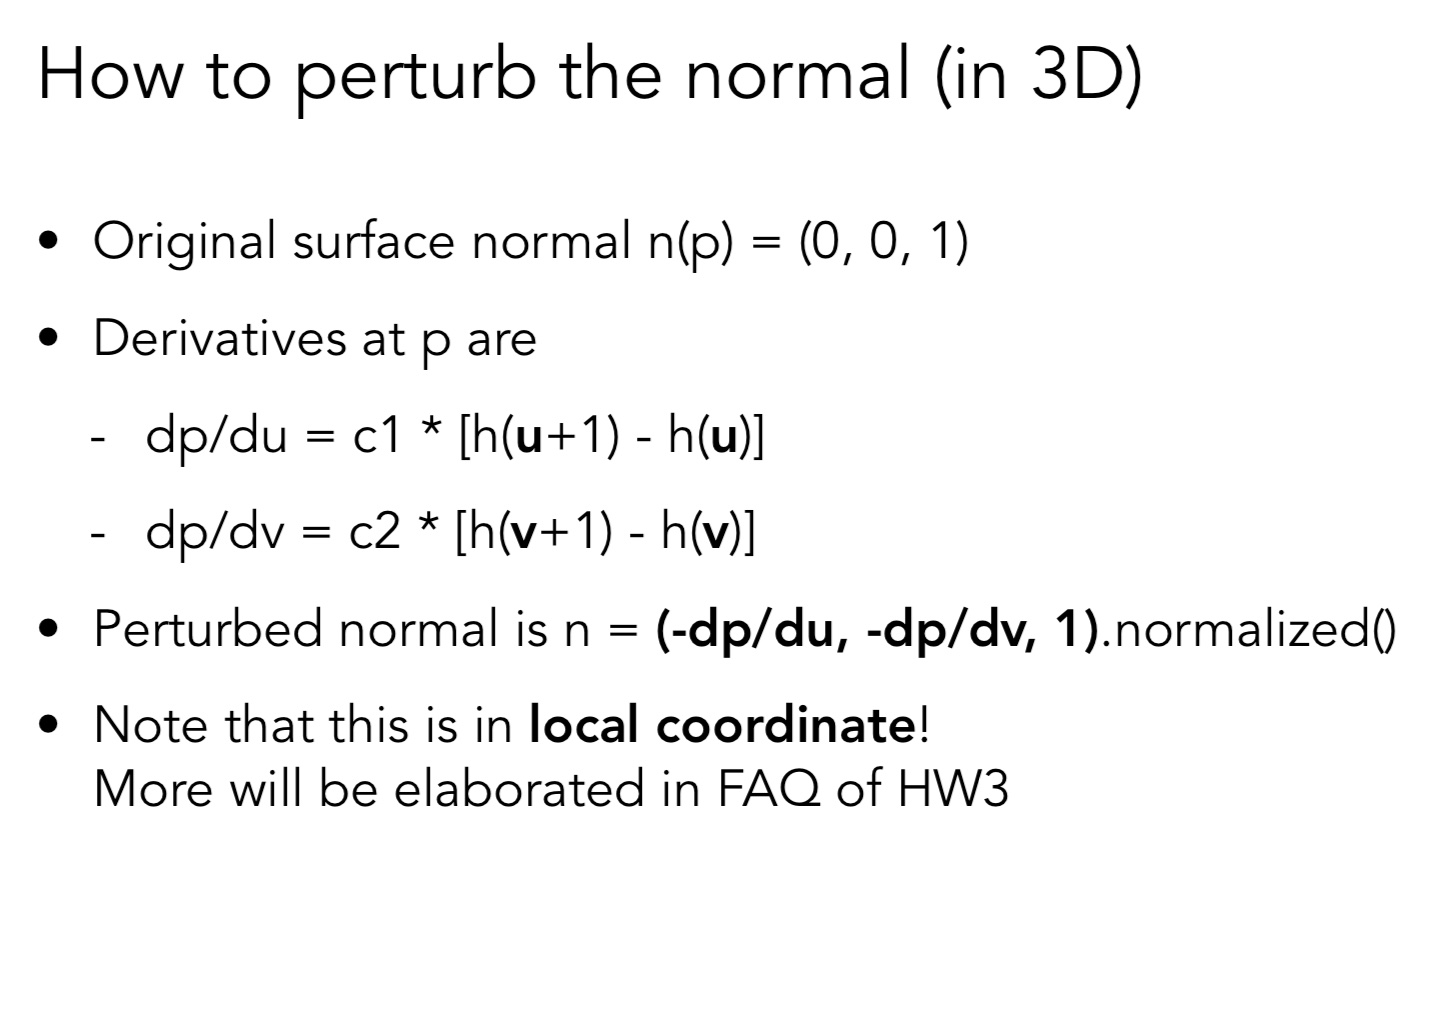 How to perturb the normal (in 3D)
• Original surface normal n(p) = (0, 0, 1)
• Derivatives at p are
- dp/du = c1 * [h(u+1) - h(u)]
- dp/dv = c2 * [h(v+1) - h(v)]
• Perturbed normal is n = (-dp/du, -dp/dv, 1).normalized()
• Note that this is in local coordinate!
More will be elaborated in FAQ of HW3